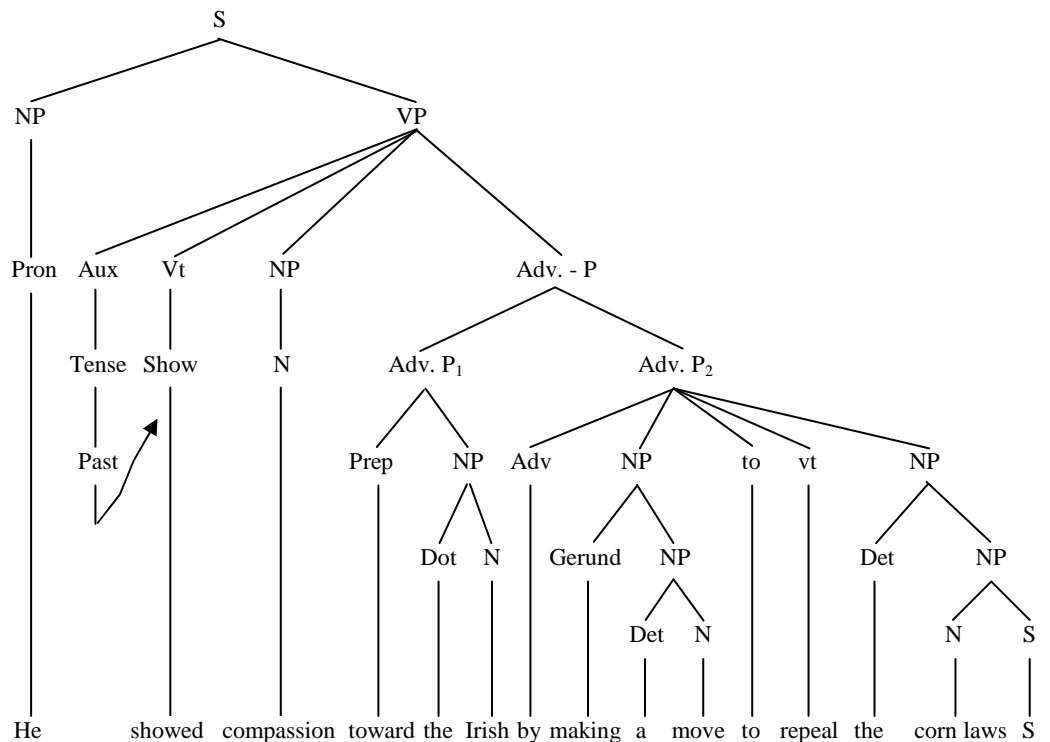 S
NP VP
Pron Aux Vt NP Adv. - P
Tense Show N Adv. P₁ Adv. P₂
Past Prep NP Adv NP to vt NP
Dot N Gerund NP Det NP
Det N N S
He showed compassion toward the Irish by making a move to repeal the corn laws S